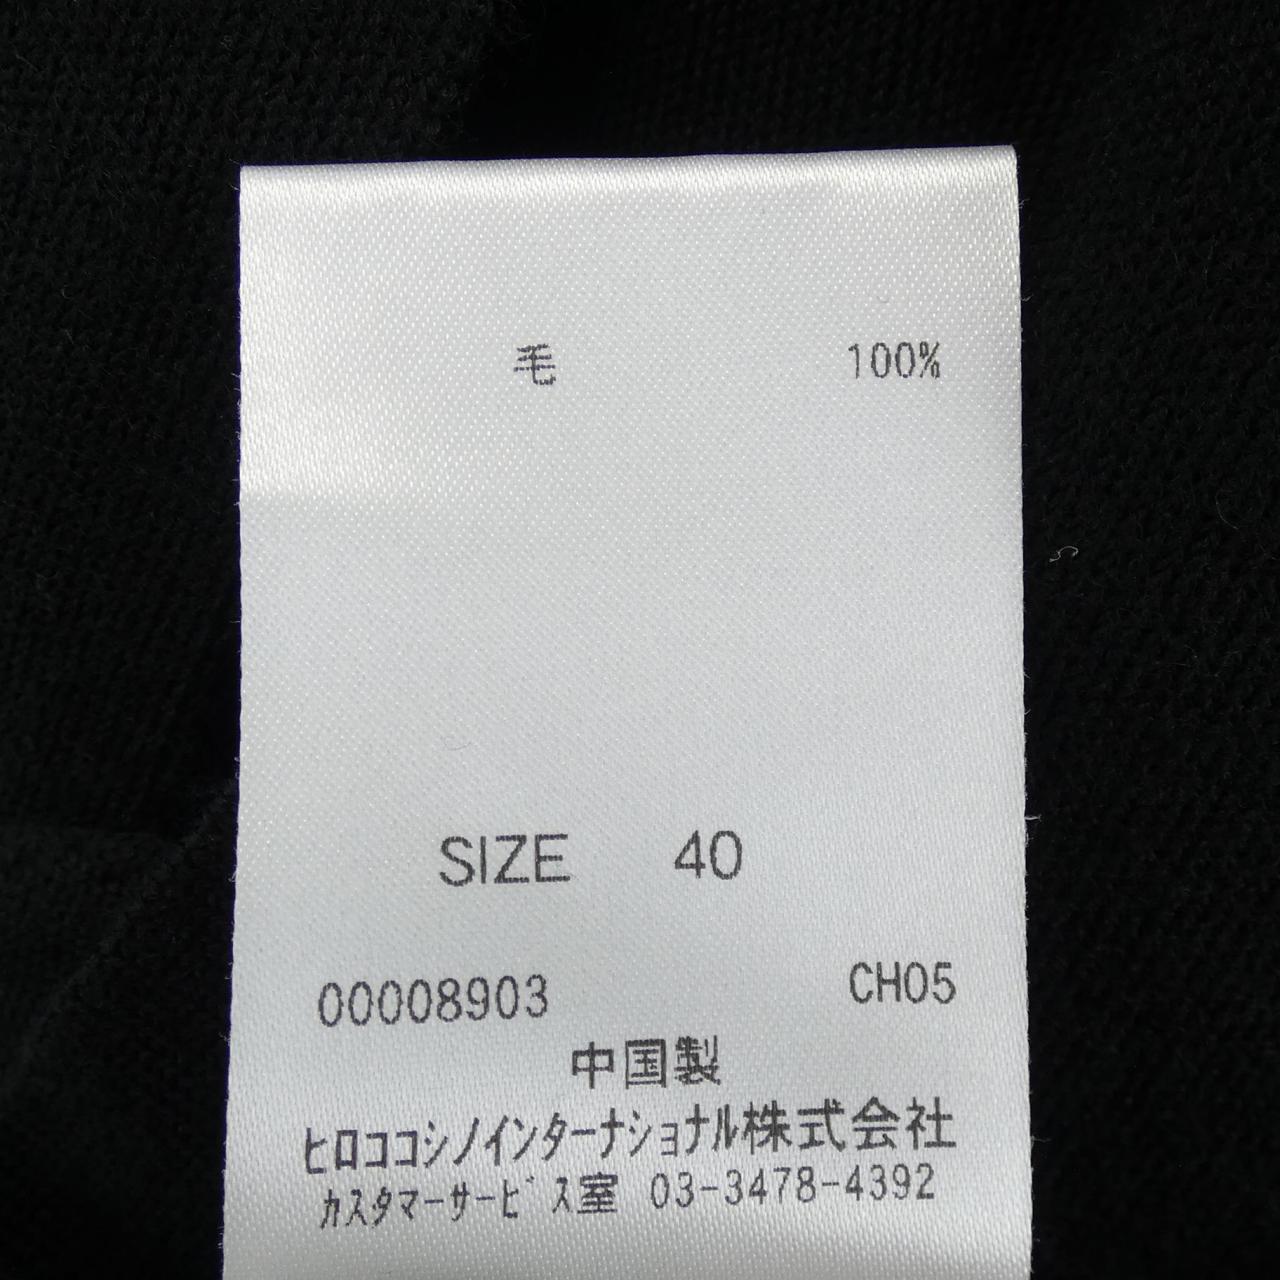 毛 100%
SIZE 40
00008903 CH05
中国製
ヒロココシノインターナショナル株式会社
カスタマーサービス室 03-3478-4392